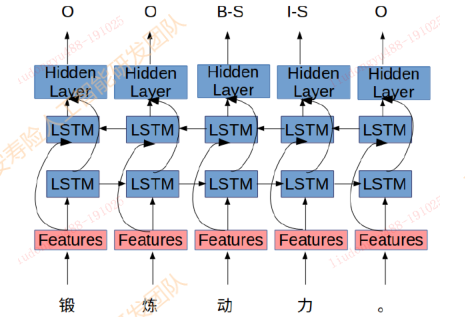 O O B-S I-S O
Hidden Layer Hidden Layer Hidden Layer Hidden Layer Hidden Layer
LSTM LSTM LSTM LSTM LSTM
LSTM LSTM LSTM LSTM LSTM
Features Features Features Features Features
锻 炼 动 力 。